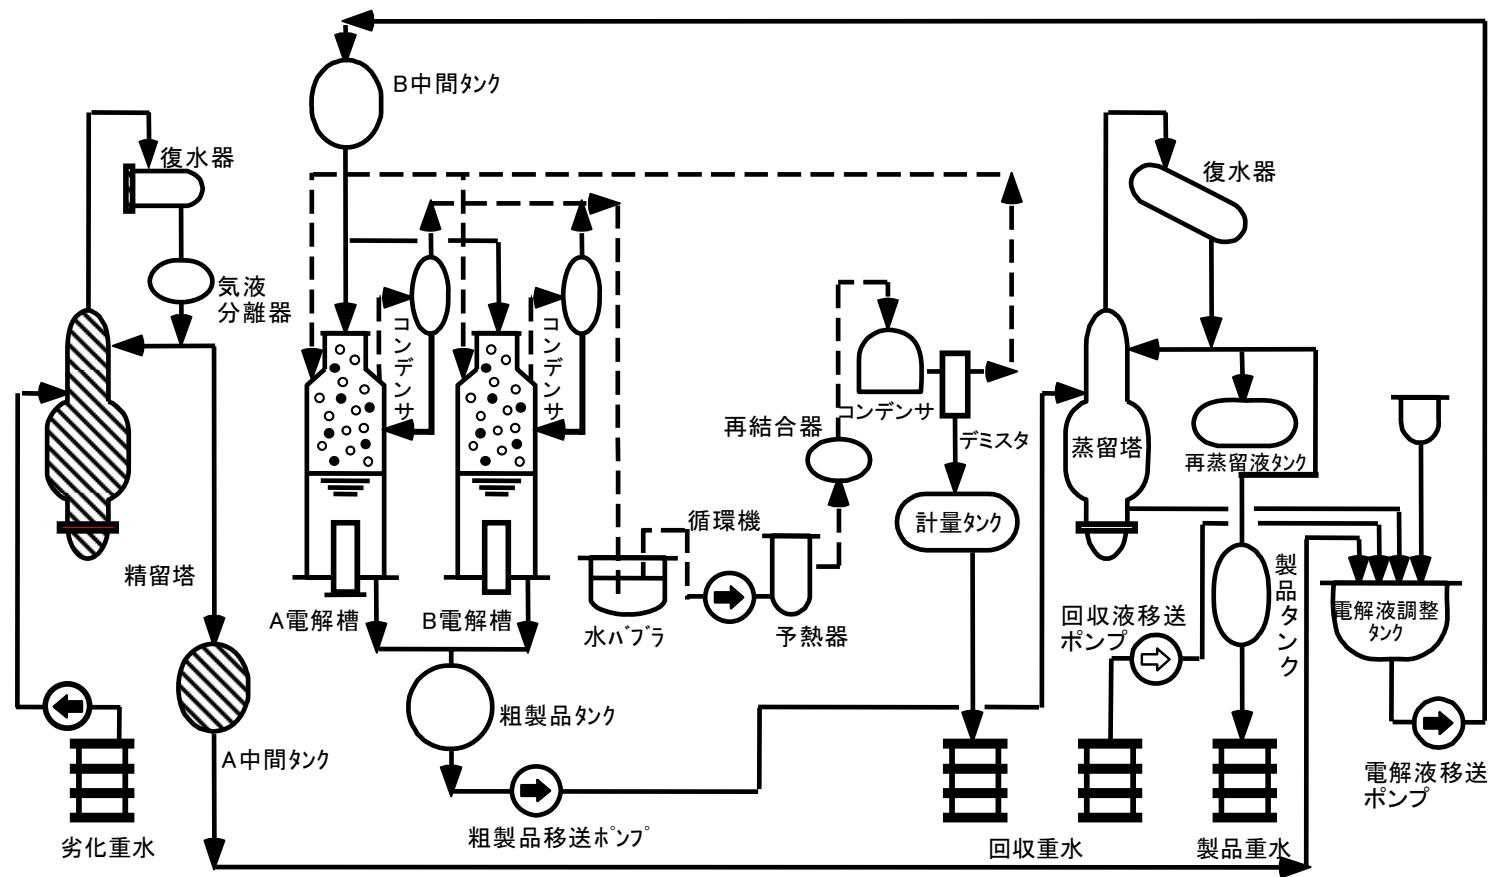 B中間タンク
復水器
復水器
気液
分離器
コンデンサ
コンデンサ
コンデンサ
再結合器
デミスタ
蒸留塔
再蒸留液タンク
計量タンク
循環機
精留塔
A電解槽
B電解槽
水バブラ
予熱器
回収液移送
ポンプ
製品タンク
電解液調整
タンク
粗製品タンク
A中間タンク
電解液移送
ポンプ
粗製品移送ポンプ
劣化重水
回収重水
製品重水